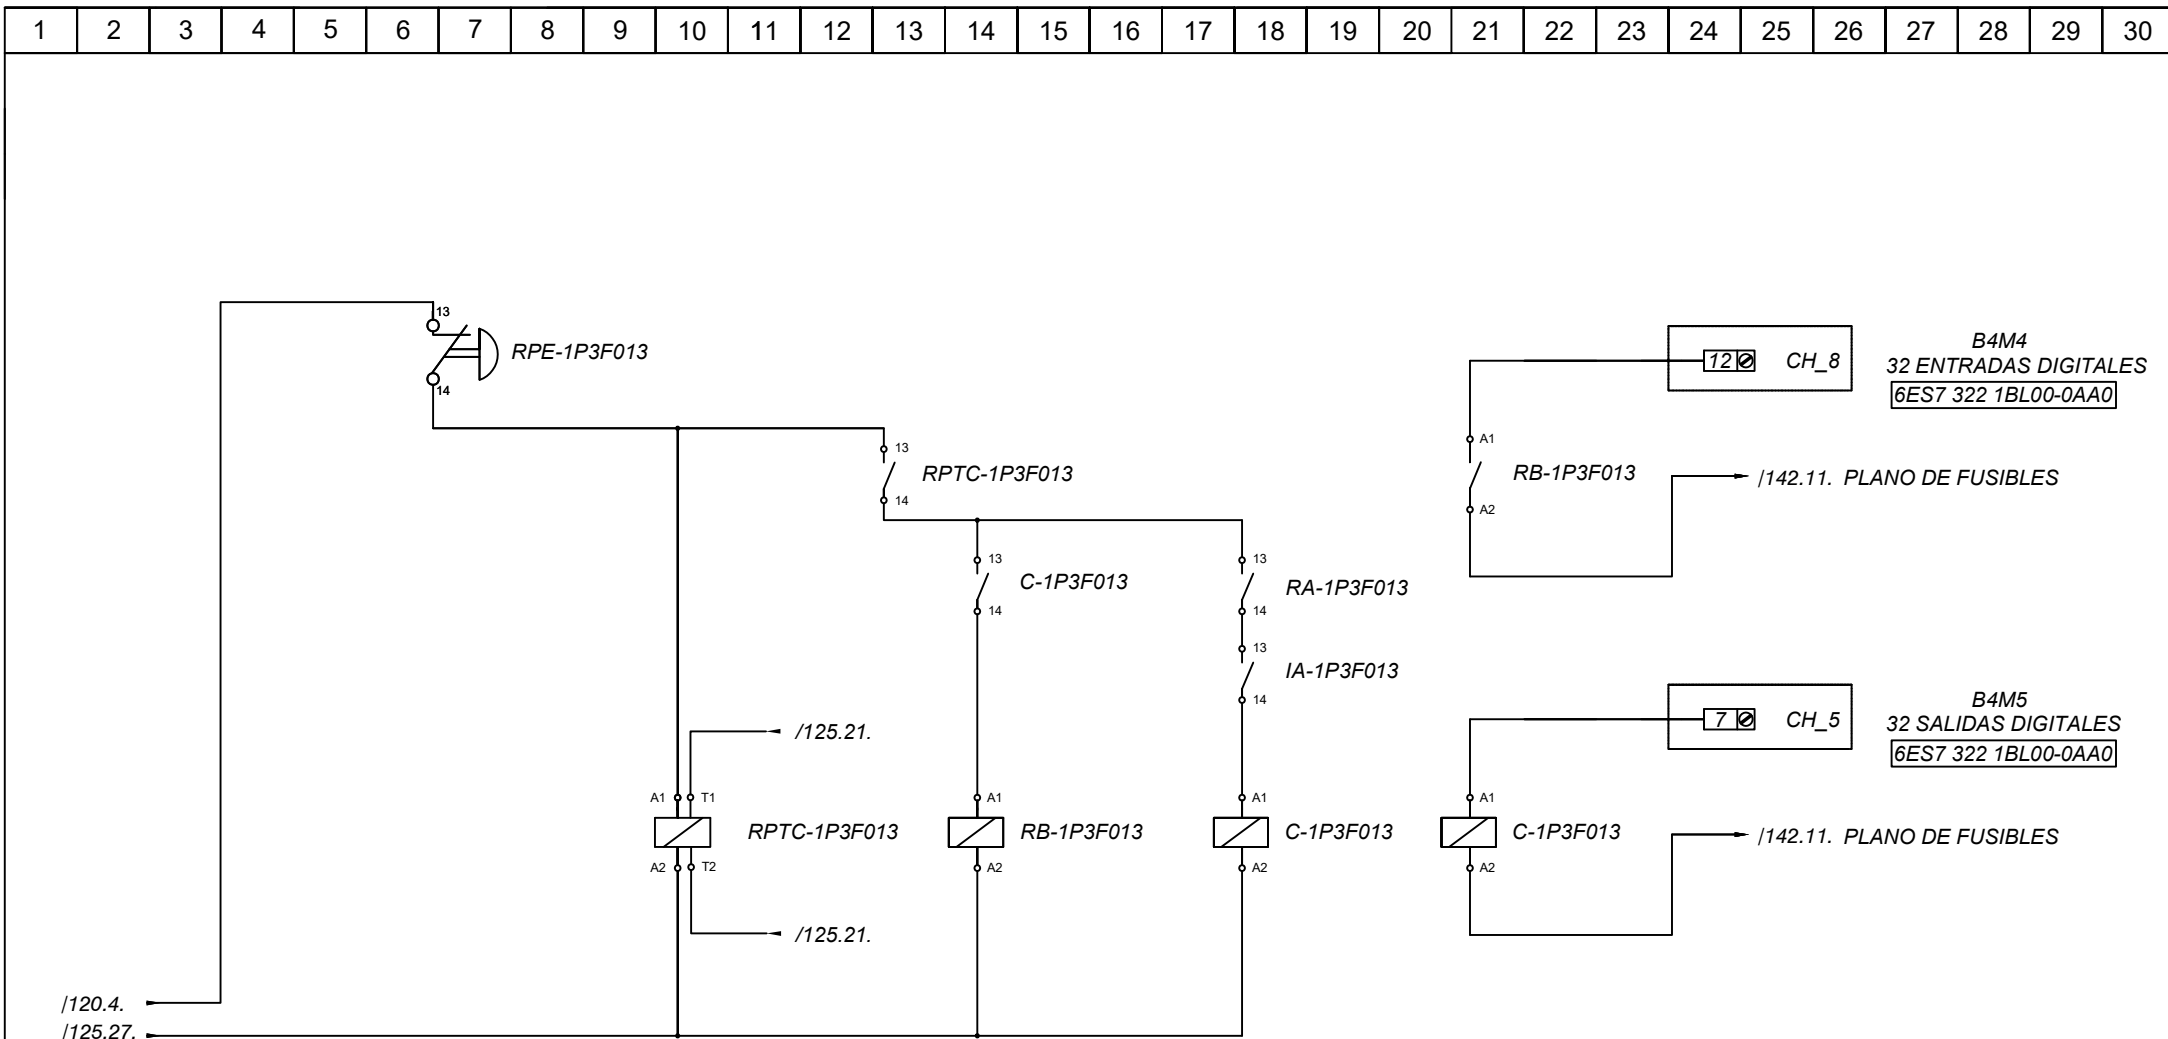 1 2 3 4 5 6 7 8 9 10 11 12 13 14 15 16 17 18 19 20 21 22 23 24 25 26 27 28 29 30
13
RPE-1P3F013
14
B4M4
12 CH_8
32 ENTRADAS DIGITALES
6ES7 322 1BL00-0AA0
13
RPTC-1P3F013
14
A1
RB-1P3F013
A2
/142.11. PLANO DE FUSIBLES
13
C-1P3F013
14
13
RA-1P3F013
14
13
IA-1P3F013
14
B4M5
7 CH_5
32 SALIDAS DIGITALES
6ES7 322 1BL00-0AA0
/125.21.
A1 T1
RPTC-1P3F013
A2 T2
A1
RB-1P3F013
A2
A1
C-1P3F013
A2
A1
C-1P3F013
A2
/142.11. PLANO DE FUSIBLES
/125.21.
/120.4.
/125.27.